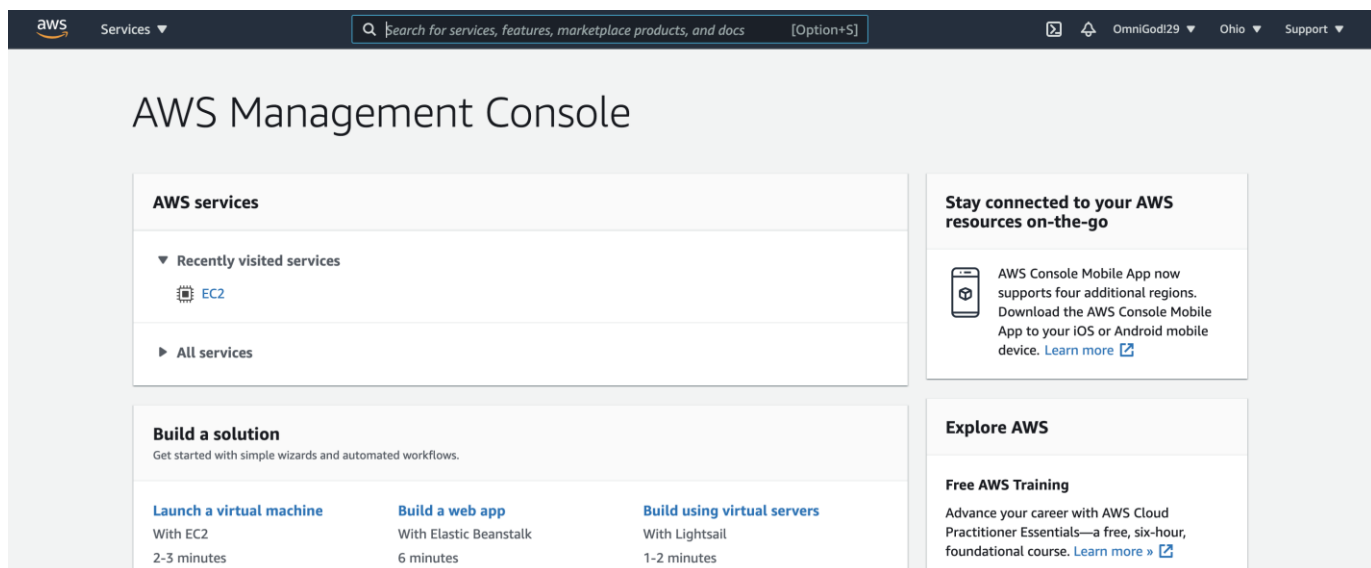 aws
Services ▼
Search for services, features, marketplace products, and docs [Option+S]
OmniGod!29 ▼
Ohio ▼
Support ▼
AWS Management Console
AWS services
▼ Recently visited services
EC2
▶ All services
Build a solution
Get started with simple wizards and automated workflows.
Launch a virtual machine
With EC2
2-3 minutes
Build a web app
With Elastic Beanstalk
6 minutes
Build using virtual servers
With Lightsail
1-2 minutes
Stay connected to your AWS
resources on-the-go
AWS Console Mobile App now
supports four additional regions.
Download the AWS Console Mobile
App to your iOS or Android mobile
device. Learn more
Explore AWS
Free AWS Training
Advance your career with AWS Cloud
Practitioner Essentials—a free, six-hour,
foundational course. Learn more »